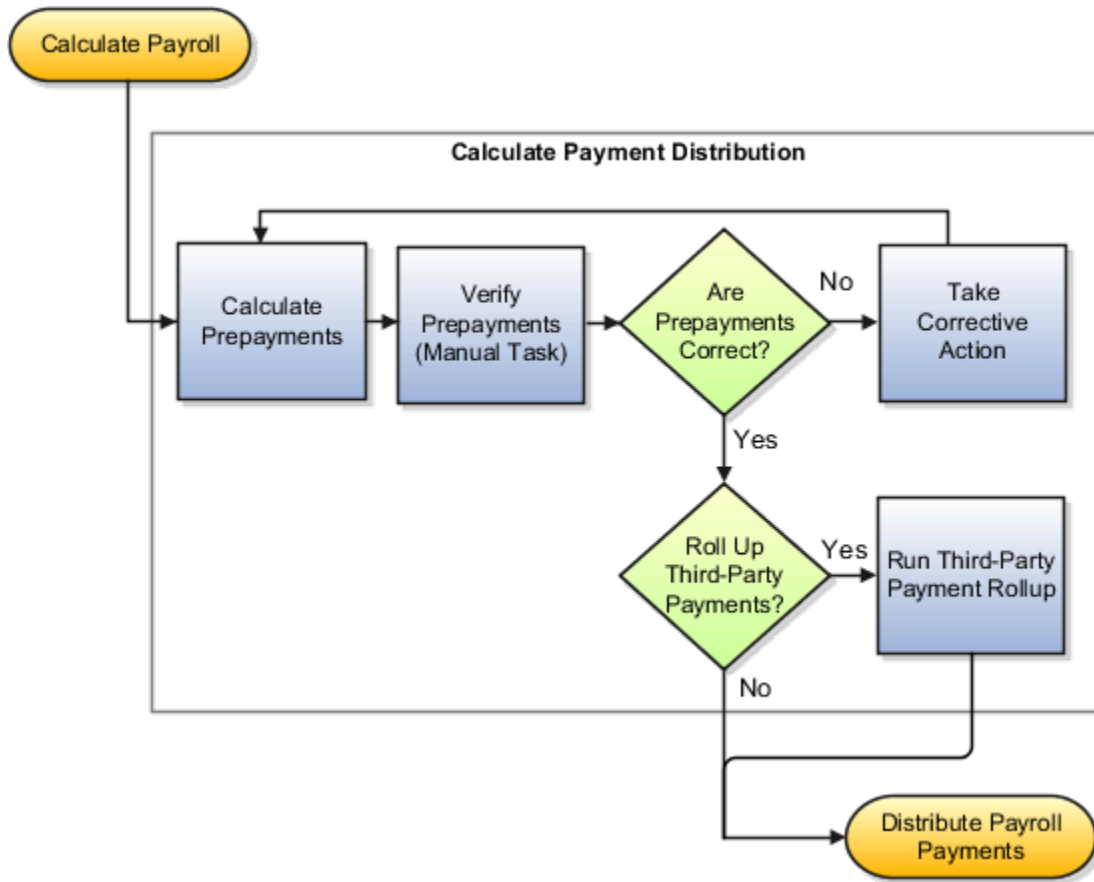 Calculate Payroll
Calculate Payment Distribution
Calculate
Prepayments
Verify
Prepayments
(Manual Task)
Are
Prepayments
Correct?
No
Take
Corrective
Action
Yes
Roll Up
Third-Party
Payments?
Yes
Run Third-Party
Payment Rollup
No
Distribute Payroll
Payments